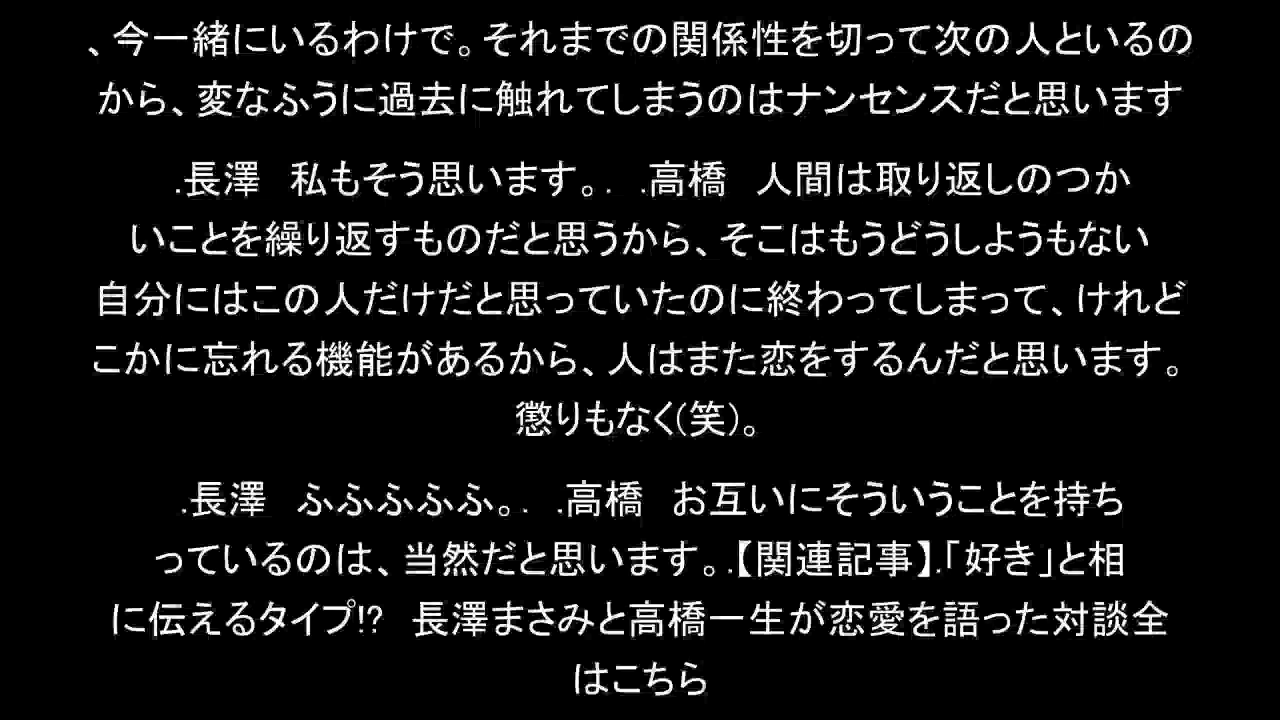 、今一緒にいるわけで。それまでの関係性を切って次の人といるの
から、変なふうに過去に触れてしまうのはナンセンスだと思います
.長澤　私もそう思います。.　.高橋　人間は取り返しのつか
いことを繰り返すものだと思うから、そこはもうどうしようもない
自分にはこの人だけだと思っていたのに終わってしまって、けれど
こかに忘れる機能があるから、人はまた恋をするんだと思います。
懲りもなく(笑)。
.長澤　ふふふふふ。.　.高橋　お互いにそういうことを持ち
っているのは、当然だと思います。.【関連記事】.「好き」と相
に伝えるタイプ!?　長澤まさみと高橋一生が恋愛を語った対談全
はこちら